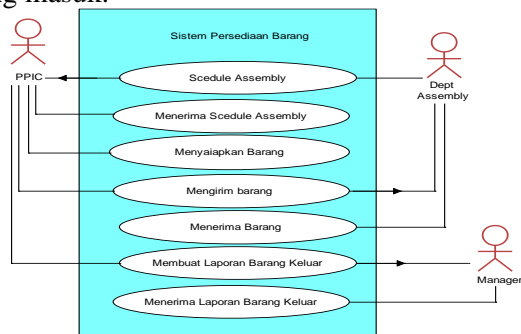 ng masuk.
Sistem Persediaan Barang
PPIC
Scedule Assembly
Dept
Assembly
Menerima Scedule Assembly
Menyaiapkan Barang
Mengirim barang
Menerima Barang
Membuat Laporan Barang Keluar
Manager
Menerima Laporan Barang Keluar